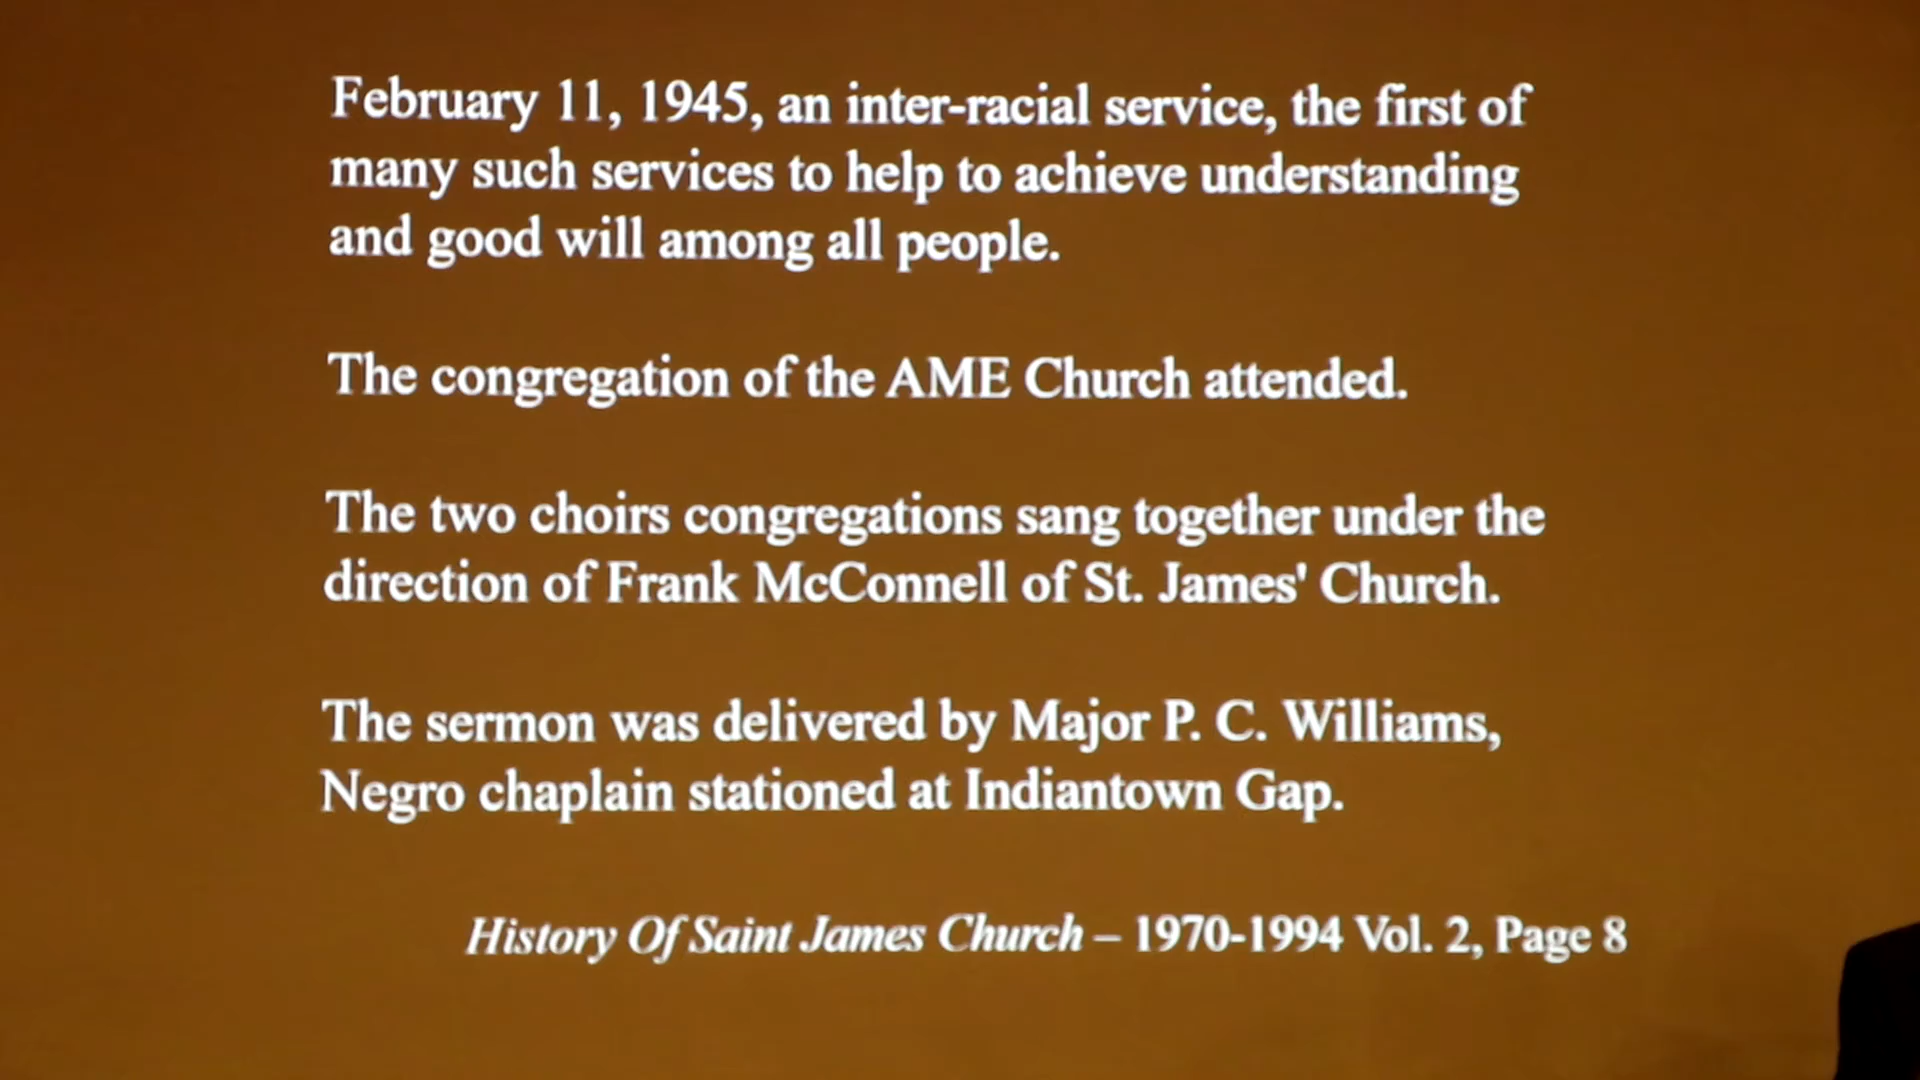 February 11, 1945, an inter-racial service, the first of
many such services to help to achieve understanding
and good will among all people.
The congregation of the AME Church attended.
The two choirs congregations sang together under the
direction of Frank McConnell of St. James' Church.
The sermon was delivered by Major P. C. Williams,
Negro chaplain stationed at Indiantown Gap.
History Of Saint James Church – 1970-1994 Vol. 2, Page 8